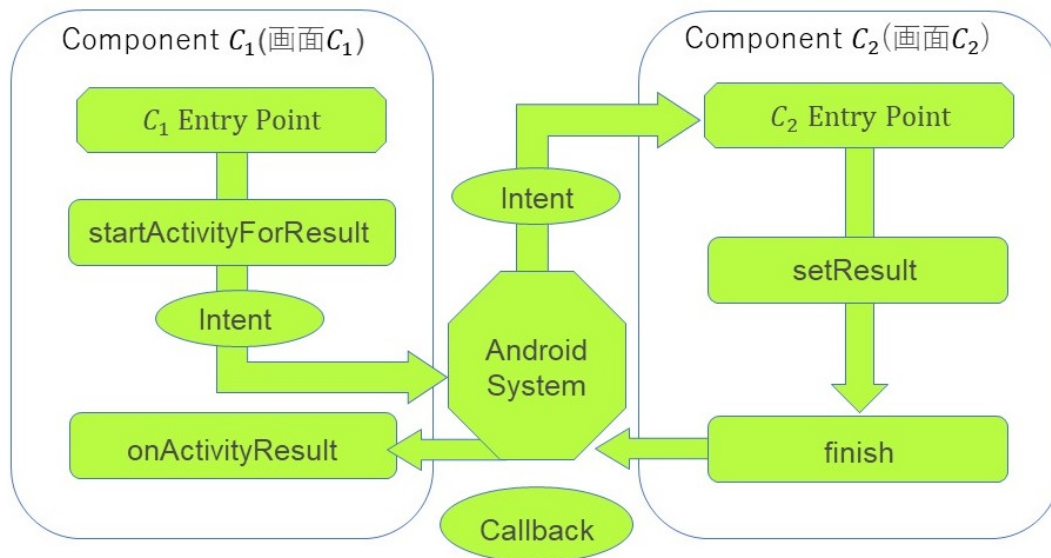 Component C₁(画面C₁)
C₁ Entry Point
startActivityForResult
Intent
onActivityResult
Intent
Android
System
Callback
Component C₂(画面C₂)
C₂ Entry Point
setResult
finish